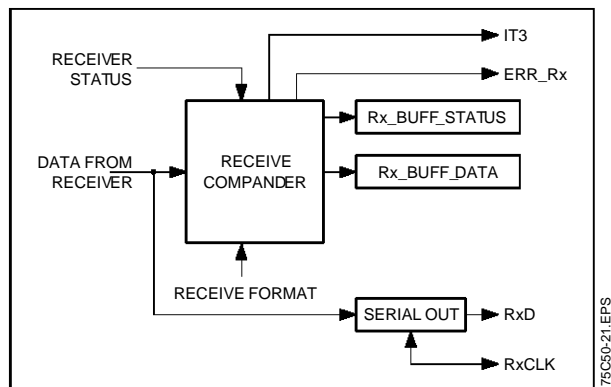 IT3
RECEIVER
STATUS
ERR_Rx
Rx_BUFF_STATUS
DATA FROM
RECEIVER
RECEIVE
COMPANDER
Rx_BUFF_DATA
RECEIVE FORMAT
SERIAL OUT
RxD
RxCLK
75C50-21.EPS